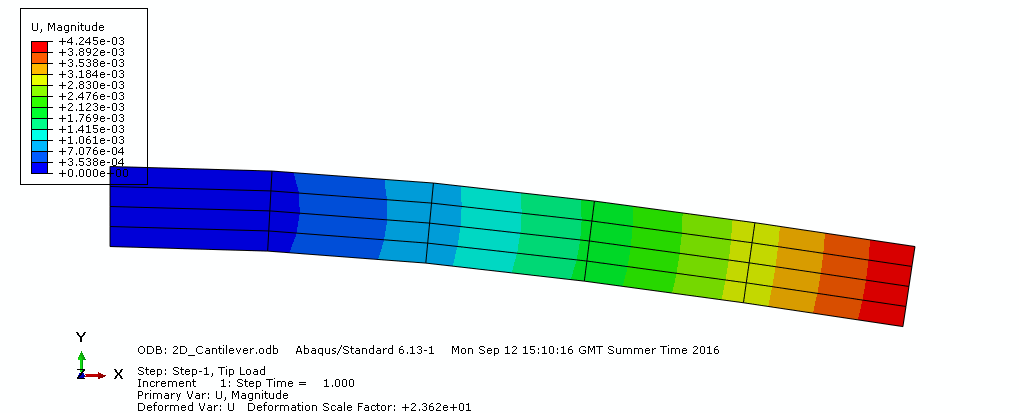 U, Magnitude
+4.245e-03
+3.892e-03
+3.538e-03
+3.184e-03
+2.830e-03
+2.476e-03
+2.123e-03
+1.769e-03
+1.415e-03
+1.061e-03
+7.076e-04
+3.538e-04
+0.000e+00
Y
Z X
ODB: 2D_Cantilever.odb Abaqus/Standard 6.13-1 Mon Sep 12 15:10:16 GMT Summer Time 2016
Step: Step-1, Tip Load
Increment 1: Step Time = 1.000
Primary Var: U, Magnitude
Deformed Var: U Deformation Scale Factor: +2.362e+01